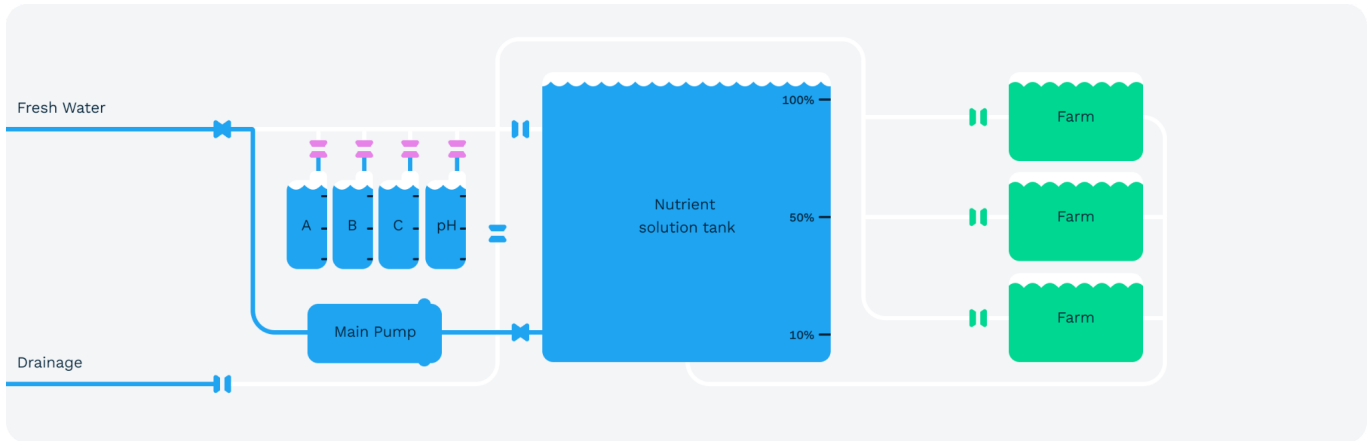 Fresh Water
100%
Farm
Nutrient
solution tank
50%
Farm
A
B
C
pH
Main Pump
10%
Farm
Drainage